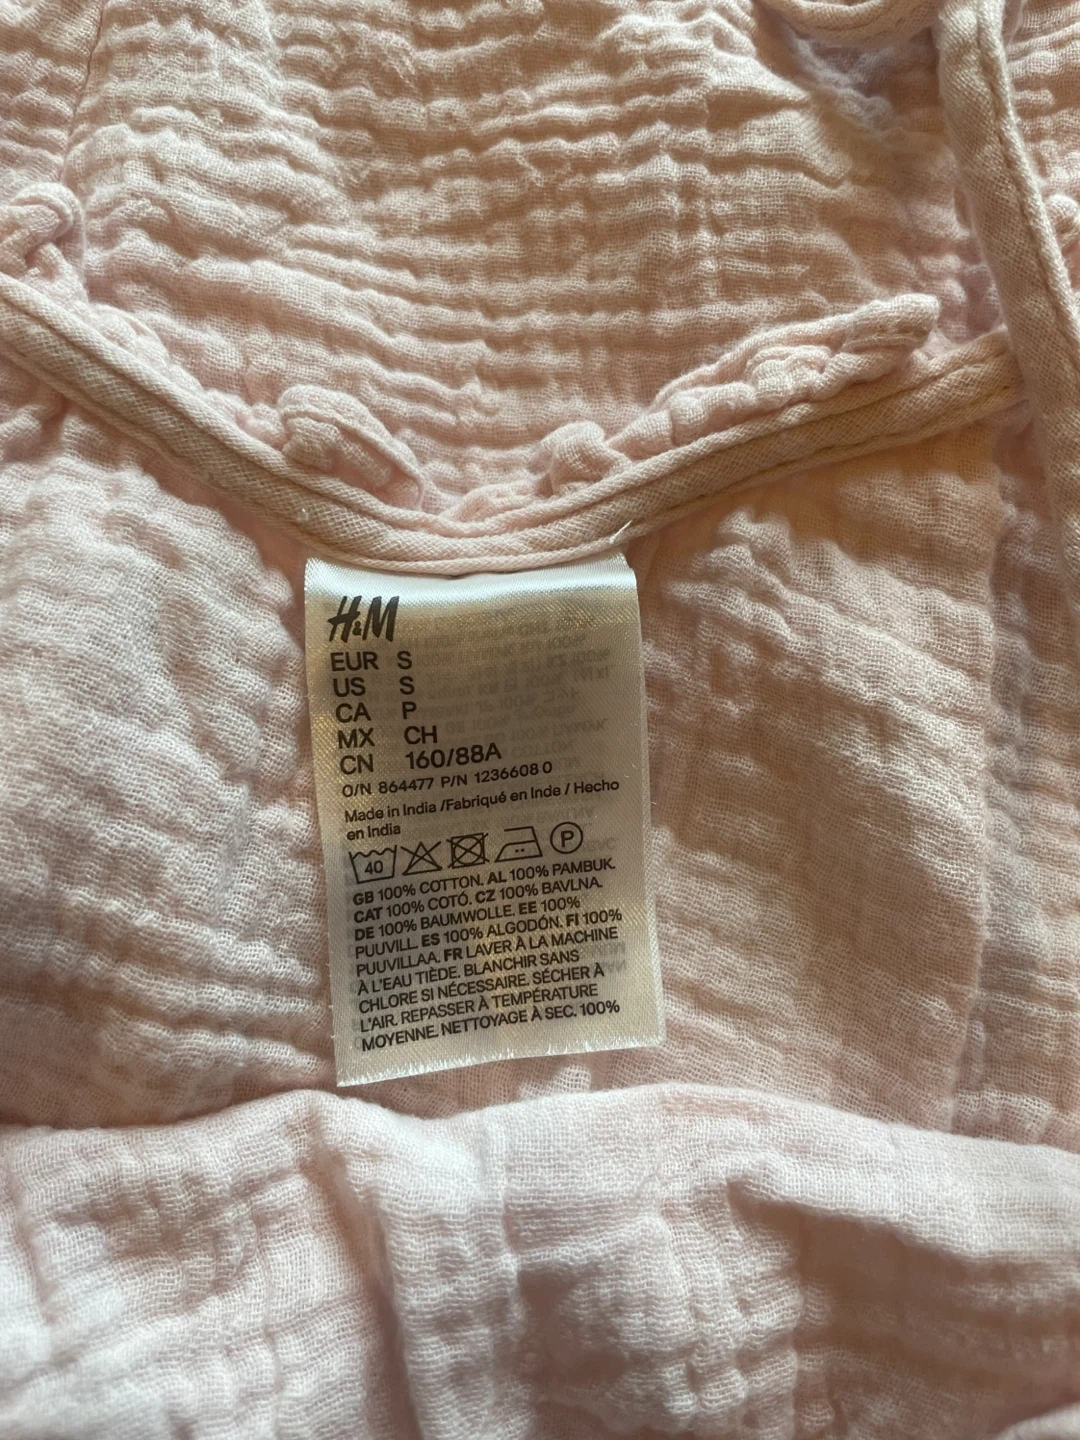 H&M
EUR S
US S
CA P
MX CH
CN 160/88A
O/N 864477 P/N 1236608 0
Made in India /Fabriqué en Inde / Hecho
en India
40 P
GB 100% COTTON. AL 100% PAMBUK.
CAT 100% COTÓ. CZ 100% BAVLNA.
DE 100% BAUMWOLLE. EE 100%
PUUVILL. ES 100% ALGODÓN. FI 100%
PUUVILLAA. FR LAVER À LA MACHINE
À L'EAU TIÈDE. BLANCHIR SANS
CHLORE SI NÉCESSAIRE. SÉCHER À
L'AIR. REPASSER À TEMPÉRATURE
MOYENNE. NETTOYAGE À SEC. 100%